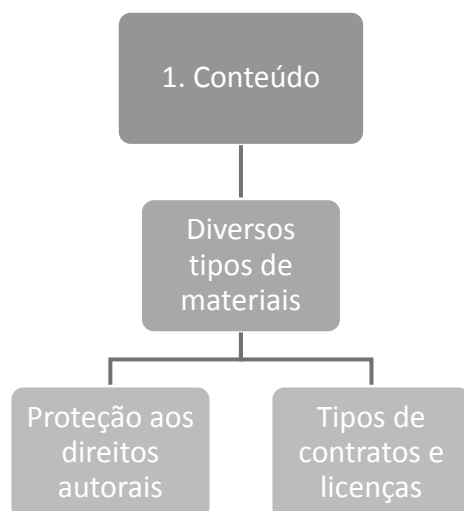 1. Conteúdo
Diversos
tipos de
materiais
Proteção aos
direitos
autorais
Tipos de
contratos e
licenças